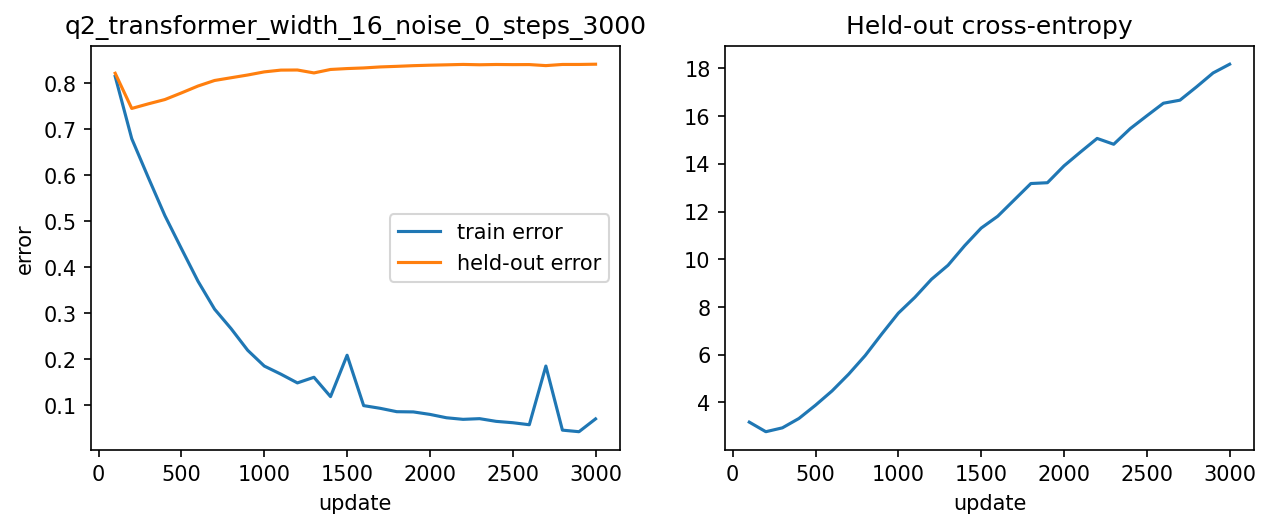 q2_transformer_width_16_noise_0_steps_3000
error
0.8
0.7
0.6
0.5
0.4
0.3
0.2
0.1
train error
held-out error
0 500 1000 1500 2000 2500 3000
update
Held-out cross-entropy
18
16
14
12
10
8
6
4
0 500 1000 1500 2000 2500 3000
update